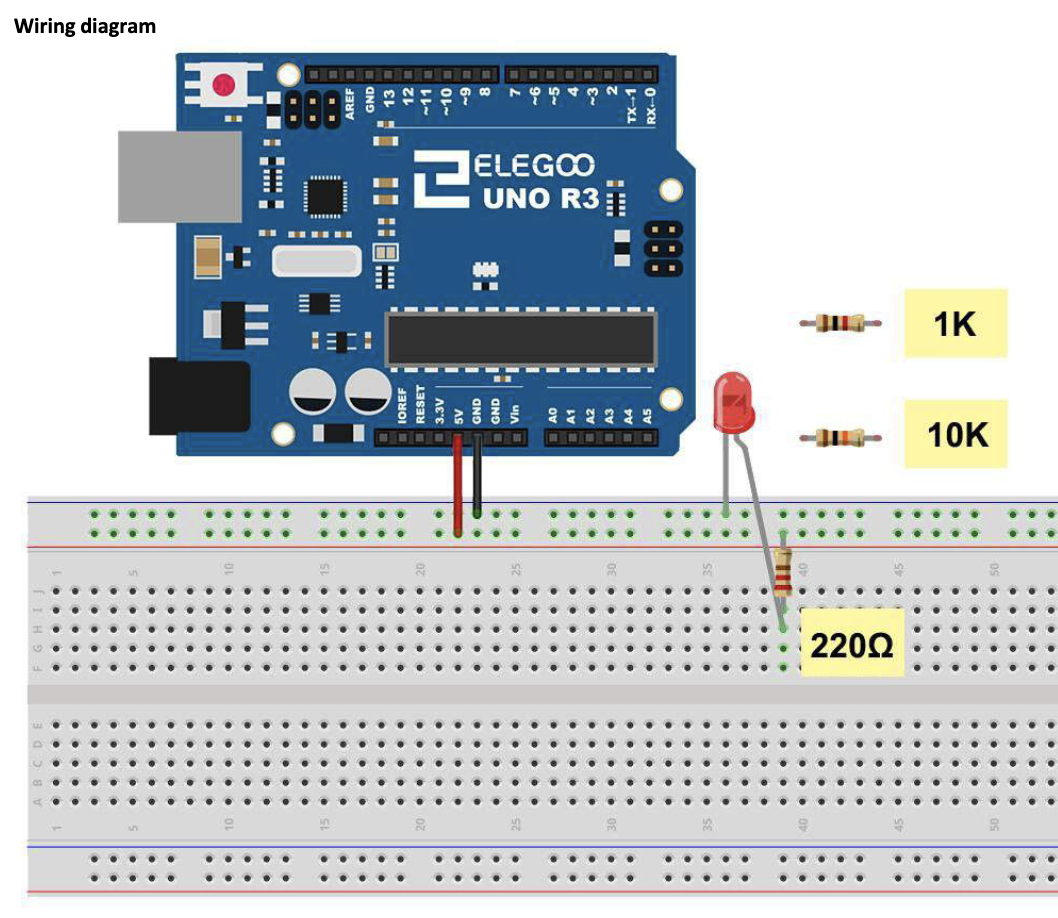 Wiring diagram
AREF
GND
13
12
~11
~10
~9
8
7
~6
~5
4
~3
2
TX→1
RX←0
ELEGOO
UNO R3
1K
IOREF
RESET
3.3V
5V
GND
GND
Vin
A0
A1
A2
A3
A4
A5
10K
1 5 10 15 20 25 30 35 40 45 50
J
I
H
G
F
220Ω
E
D
C
B
A
1 5 10 15 20 25 30 35 40 45 50